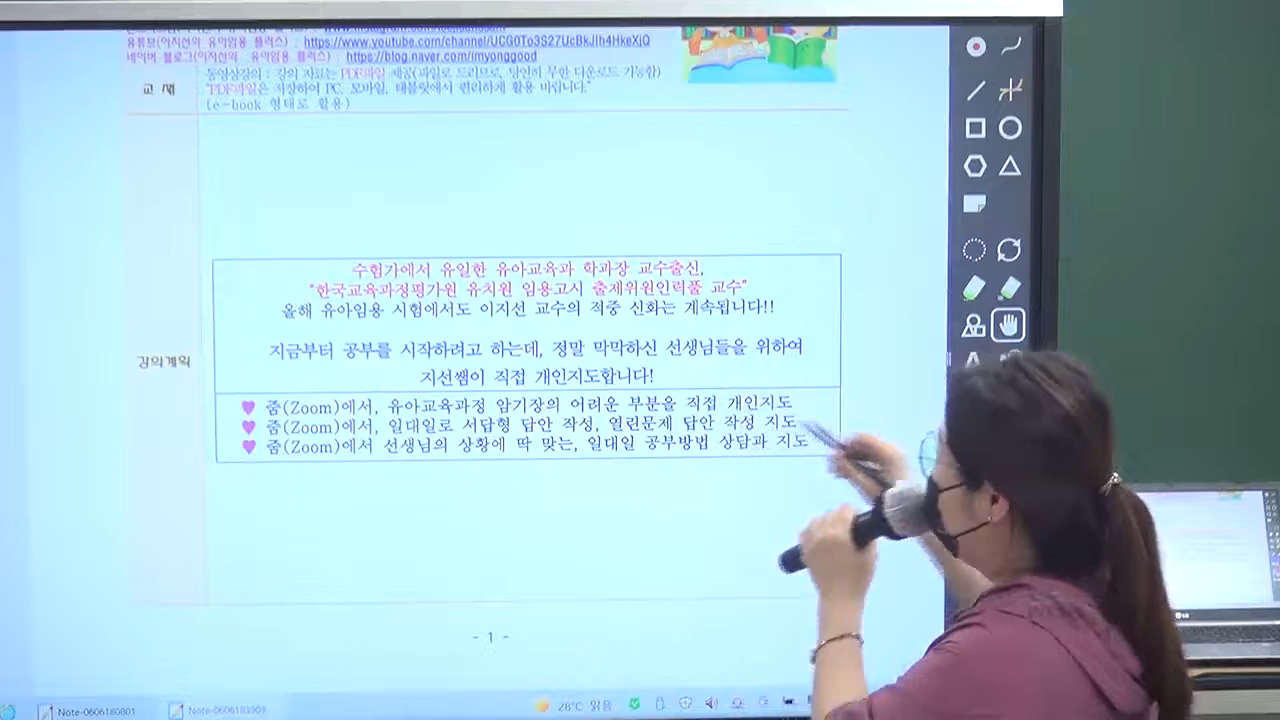 유튜브(이지선의 유아임용 플러스) : https://www.youtube.com/channel/UCG0To3S27UcBkJIh4HkeXjQ
네이버 블로그(이지선의 유아임용 플러스) : https://blog.naver.com/imyonggood
교 재
동영상강의 : 강의 자료는 PDF파일 제공(파일로 드리므로, 당연히 무한 다운로드 가능함)
"PDF파일은 저장하여 PC, 모바일, 태블릿에서 편리하게 활용 바랍니다."
(e-book 형태로 활용)
강의계획
수험가에서 유일한 유아교육과 학과장 교수출신,
"한국교육과정평가원 유치원 임용고시 출제위원인력풀 교수"
올해 유아임용 시험에서도 이지선 교수의 적중 신화는 계속됩니다!!
지금부터 공부를 시작하려고 하는데, 정말 막막하신 선생님들을 위하여
지선쌤이 직접 개인지도합니다!
♥ 줌(Zoom)에서, 유아교육과정 암기장의 어려운 부분을 직접 개인지도
♥ 줌(Zoom)에서, 일대일로 서답형 답안 작성, 열린문제 답안 작성 지도
♥ 줌(Zoom)에서 선생님의 상황에 딱 맞는, 일대일 공부방법 상담과 지도
- 1 -
Note-0606180801
28°C 맑음
LG